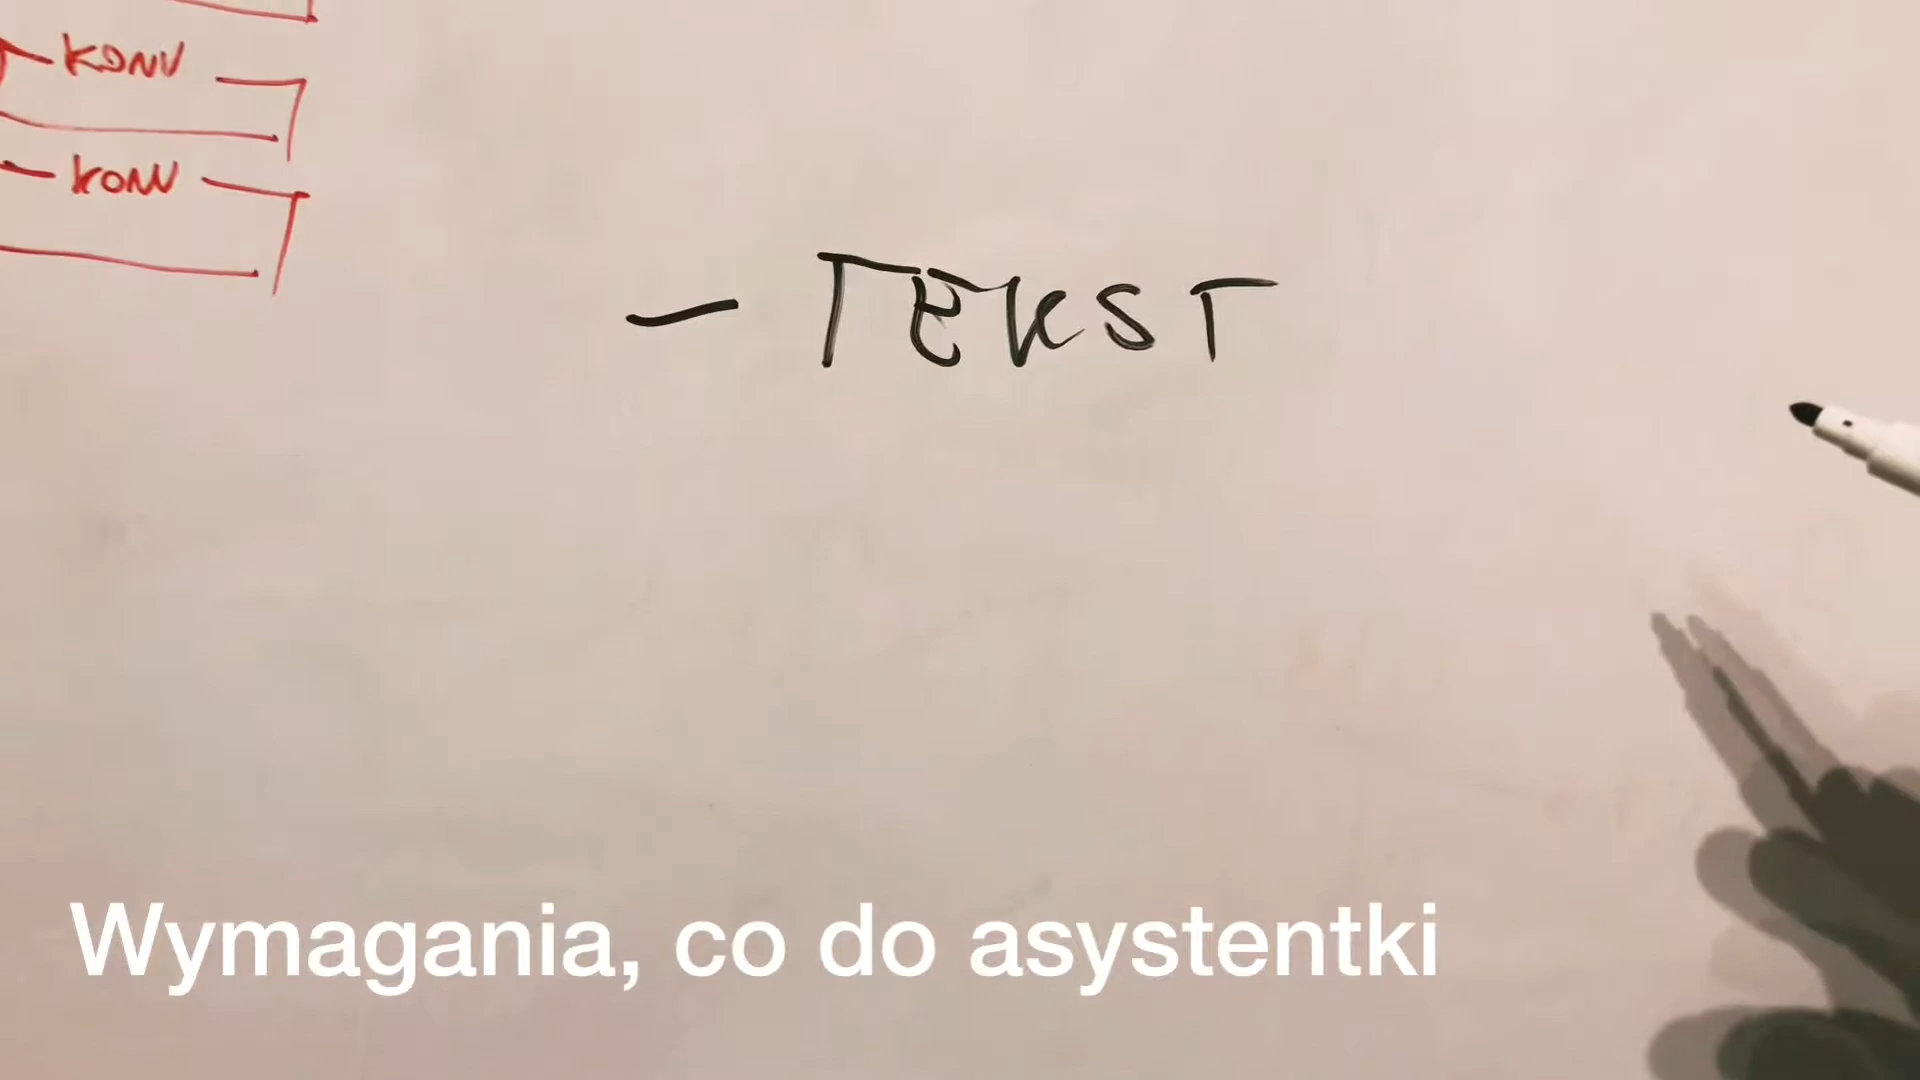 KONV
KONV
- TEKST
Wymagania, co do asystentki